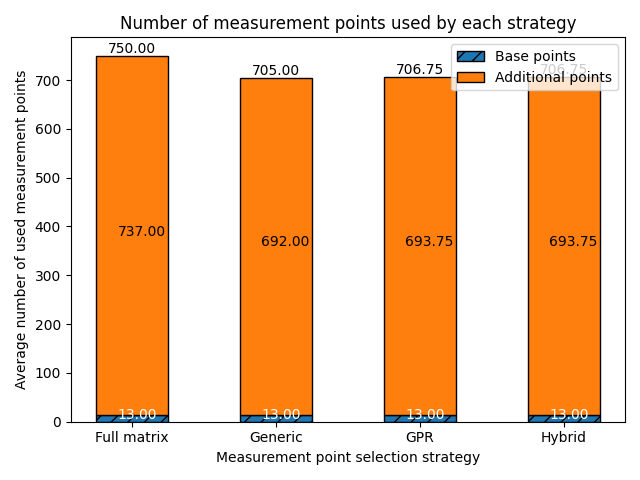 Number of measurement points used by each strategy
750.00
705.00
706.75
706.75
Base points
Additional points
700
600
500
400
300
200
100
0
737.00
692.00
693.75
693.75
13.00
13.00
13.00
13.00
Full matrix
Generic
GPR
Hybrid
Measurement point selection strategy
Average number of used measurement points